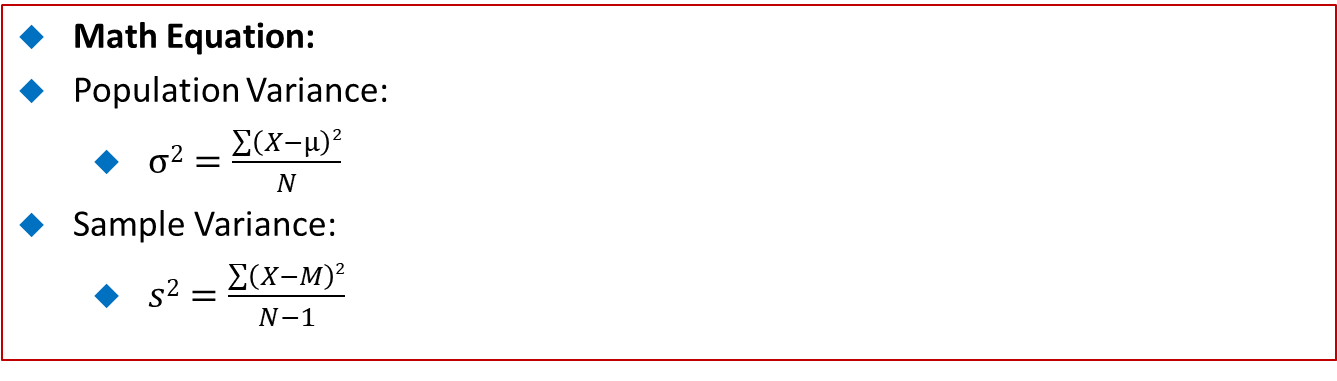 ◆ Math Equation:
◆ Population Variance:
◆ σ² = ∑(X−μ)² / N
◆ Sample Variance:
◆ s² = ∑(X−M)² / N−1